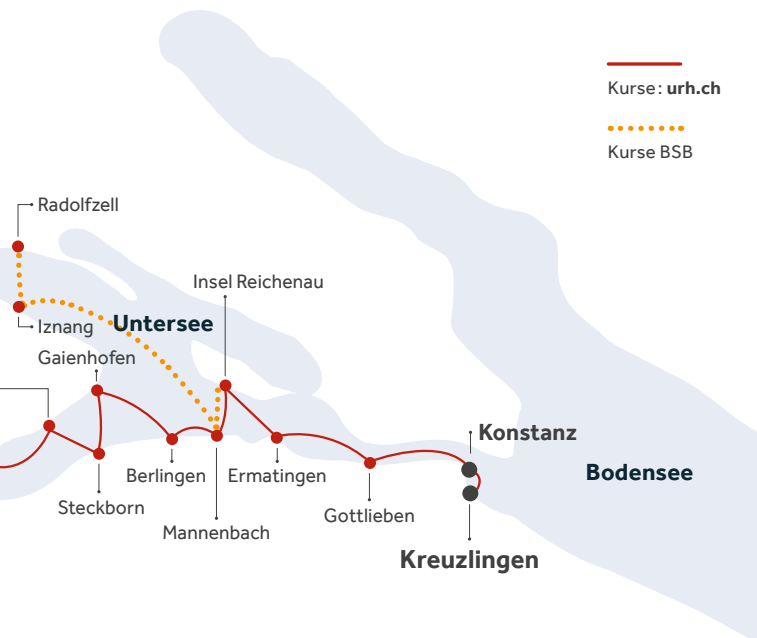 Kurse: urh.ch
Kurse BSB
Radolfzell
Insel Reichenau
Iznang
Untersee
Gaienhofen
Konstanz
Bodensee
Berlingen
Ermatingen
Steckborn
Gottlieben
Mannenbach
Kreuzlingen